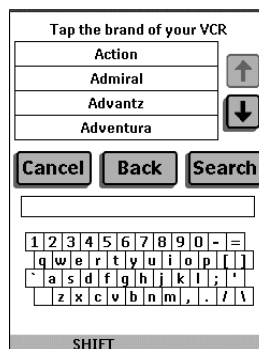 Tap the brand of your VCR
Action
Admiral
Advantz
Adventura
Cancel Back Search
1 2 3 4 5 6 7 8 9 0 - =
q w e r t y u i o p [ ]
` a s d f g h j k l ; '
z x c v b n m , . / \
SHIFT